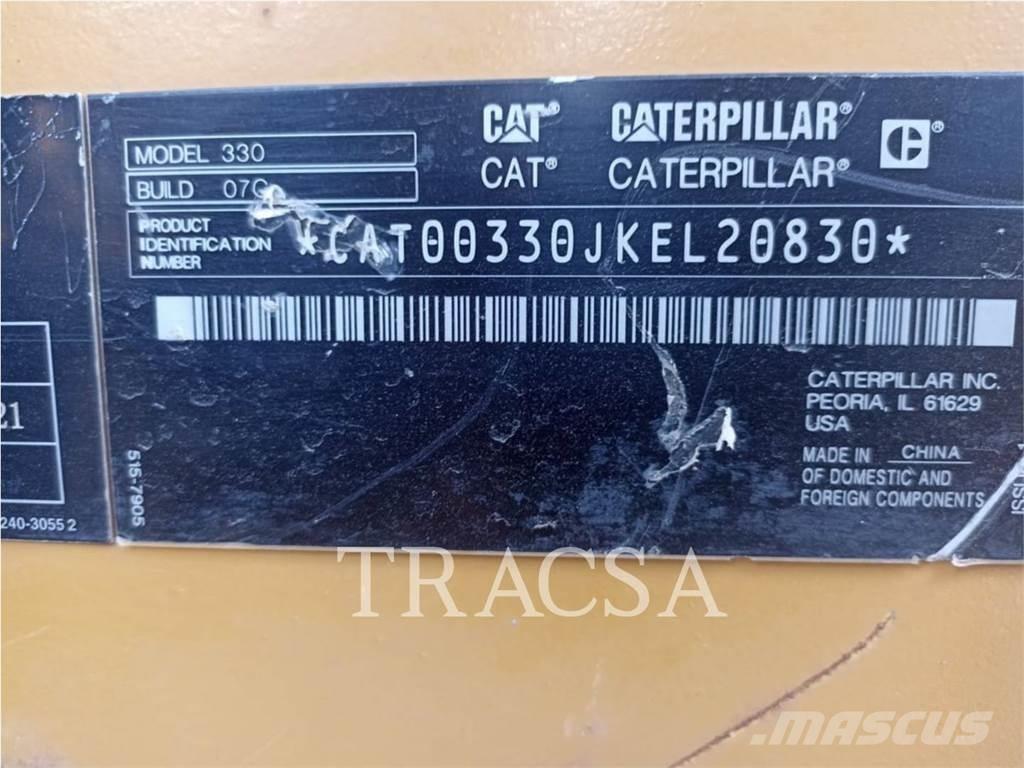 CAT® CATERPILLAR® ®
CAT® CATERPILLAR®
MODEL 330
BUILD 07C
PRODUCT
IDENTIFICATION
NUMBER
*CAT00330JKEL20830*
CATERPILLAR INC.
PEORIA, IL 61629
USA
MADE IN CHINA
OF DOMESTIC AND
FOREIGN COMPONENTS
515-7905
21
240-3055 2
TRACSA
MASCUS